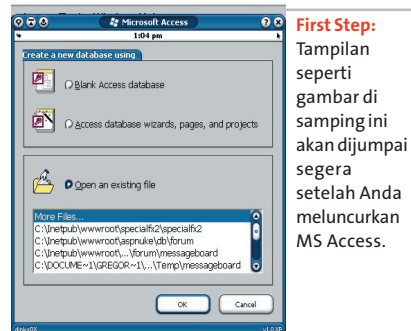 Microsoft Access
1:04 pm
Create a new database using
Blank Access database
Access database wizards, pages, and projects
Open an existing file
More Files...
C:\Inetpub\wwwroot\specialfx2\specialfx2
C:\Inetpub\wwwroot\aspnuke\db\forum
C:\Inetpub\wwwroot\...\forum\messageboard
C:\DOCUME~1\GREGOR~1\...\Temp\messageboard
OK
Cancel
v1.0 XP
First Step:
Tampilan
seperti
gambar di
samping ini
akan dijumpai
segera
setelah Anda
meluncurkan
MS Access.